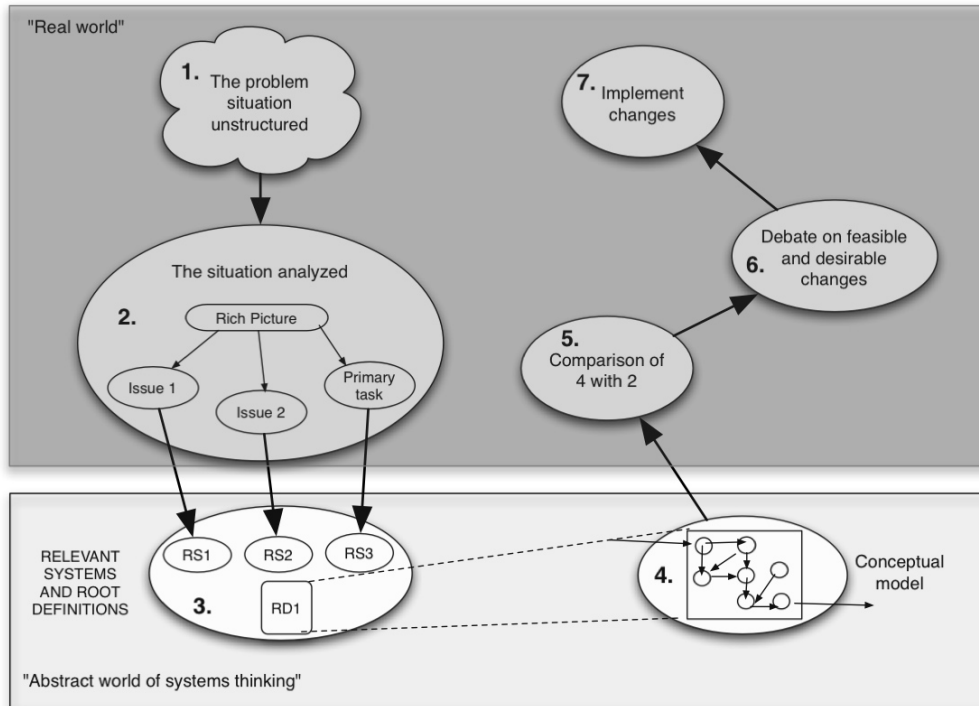 "Real world"
1.
The problem
situation
unstructured
2.
The situation analyzed
Rich Picture
Issue 1
Issue 2
Primary
task
RELEVANT
SYSTEMS
AND ROOT
DEFINITIONS
3.
RS1
RS2
RS3
RD1
4.
Conceptual
model
5.
Comparison of
4 with 2
6.
Debate on feasible
and desirable
changes
7.
Implement
changes
"Abstract world of systems thinking"